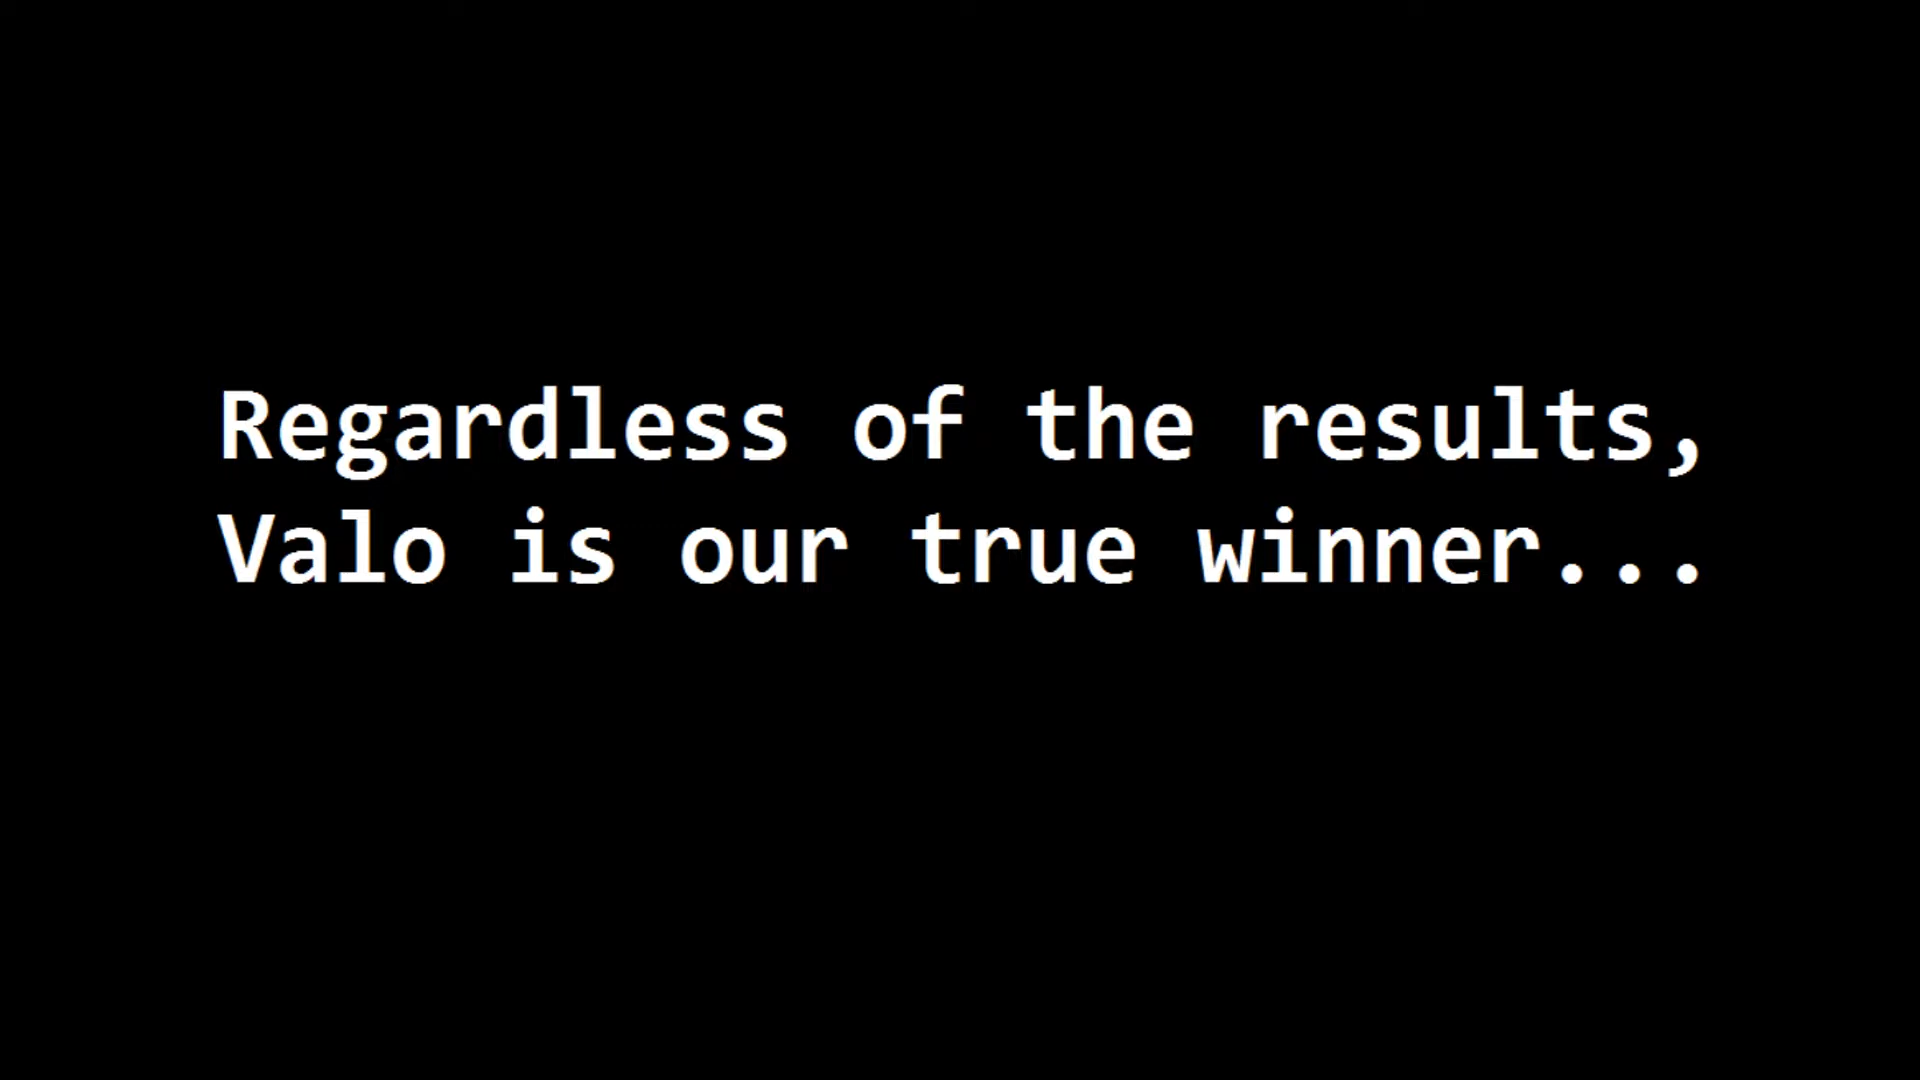 Regardless of the results,
Valo is our true winner...